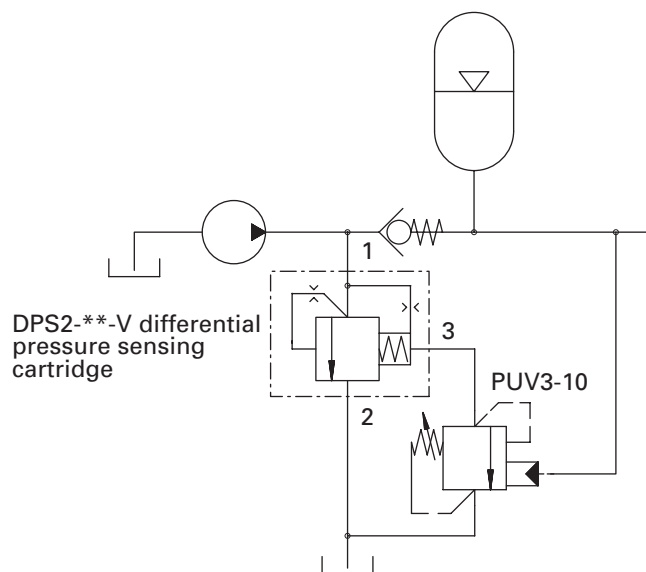 1
DPS2-**-V differential
pressure sensing
cartridge
3
PUV3-10
2